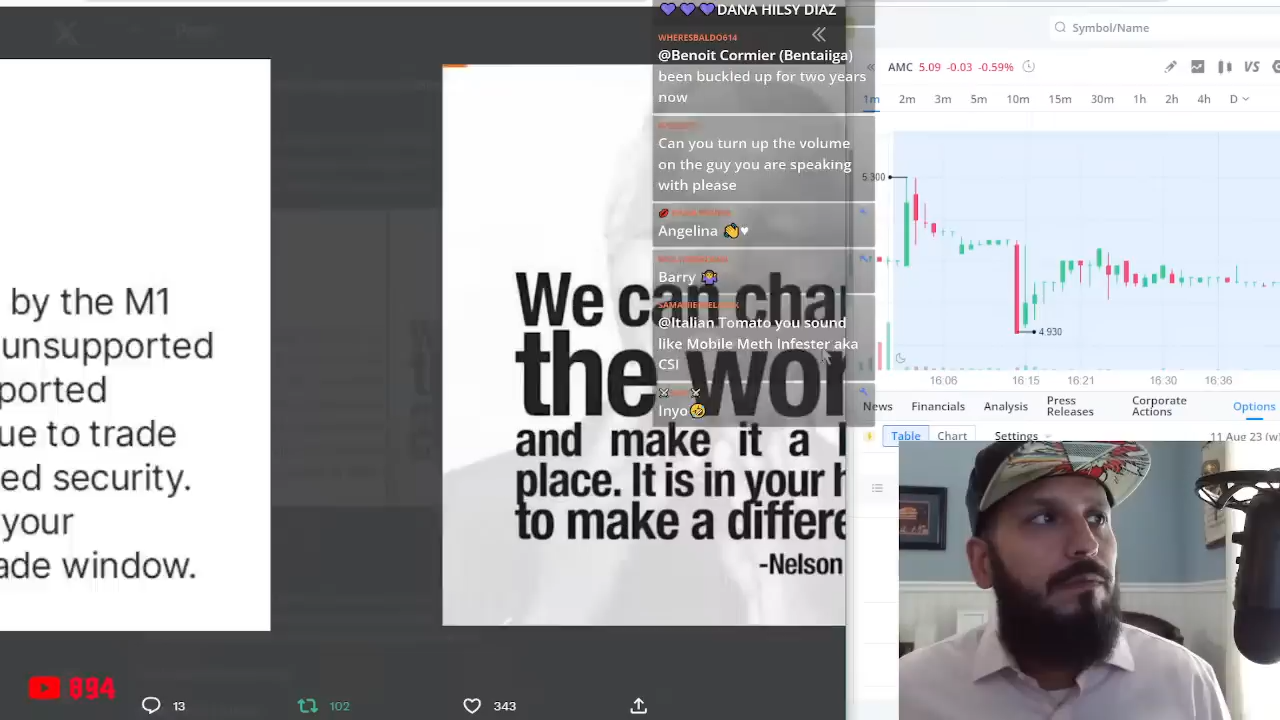 by the M1
unsupported
ported
ue to trade
ed security.
your
ade window.
894
13
102
343
We can cha
the wor
and make it a
place. It is in your h
to make a differe
-Nelson
DANA HILSY DIAZ
WHERESBALDO614
@Benoit Cormier (Bentaiiga)
been buckled up for two years
now
Can you turn up the volume
on the guy you are speaking
with please
Angelina
Barry
@Italian Tomato you sound
like Mobile Meth Infester aka
CSI
Inyo
Symbol/Name
AMC 5.09 -0.03 -0.59%
VS
1m 2m 3m 5m 10m 15m 30m 1h 2h 4h D
5.300
4.930
16:06 16:15 16:21 16:30 16:36
News Financials Analysis Press Releases Corporate Actions Options
Table Chart Settings
11 Aug 23 (w